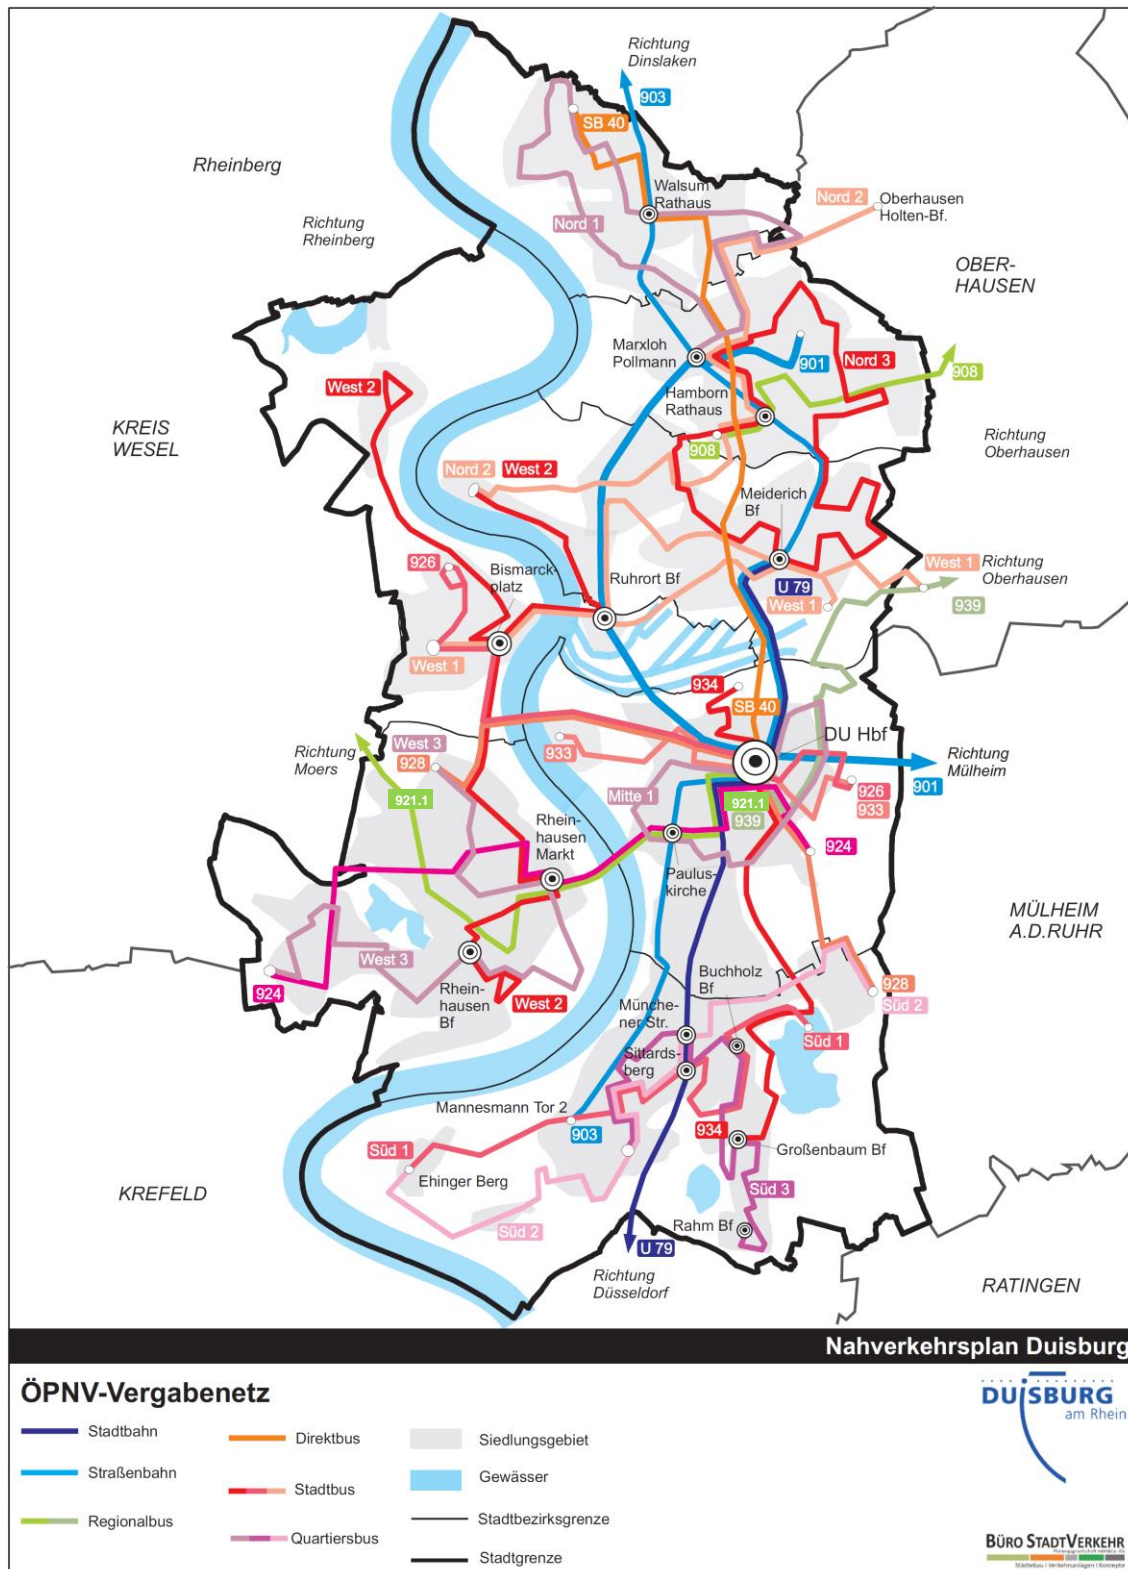 Richtung
Dinslaken
903
SB 40
Rheinberg
Walsum
Rathaus
Nord 2
Oberhausen
Holten-Bf.
Nord 1
Richtung
Rheinberg
OBER-
HAUSEN
Marxloh
Pollmann
901
Nord 3
908
West 2
Hamborn
Rathaus
KREIS
WESEL
Richtung
Oberhausen
908
Nord 2
West 2
Meiderich
Bf
926
Bismarck-
platz
Ruhrort Bf
U 79
West 1
West 1
Richtung
Oberhausen
939
West 1
934
SB 40
DU Hbf
Richtung
Moers
West 3
928
933
Richtung
Mülheim
901
921.1
Mitte 1
921.1
939
926
933
Rhein-
hausen
Markt
924
Paulus-
kirche
MÜLHEIM
A.D.RUHR
West 3
924
Rhein-
hausen
Bf
West 2
Buchholz
Bf
928
Süd 2
Münche-
ner Str.
Süd 1
Sittards-
berg
Mannesmann Tor 2
903
934
Großenbaum Bf
Süd 1
Ehinger Berg
KREFELD
Süd 3
Süd 2
Rahm Bf
U 79
Richtung
Düsseldorf
RATINGEN
Nahverkehrsplan Duisburg
ÖPNV-Vergabenetz
Stadtbahn
Straßenbahn
Regionalbus
Direktbus
Stadtbus
Quartiersbus
Siedlungsgebiet
Gewässer
Stadtbezirksgrenze
Stadtgrenze
DUISBURG
am Rhein
BÜRO STADTVERKEHR
Städtebau I Verkehrsanlagen I Konzepte